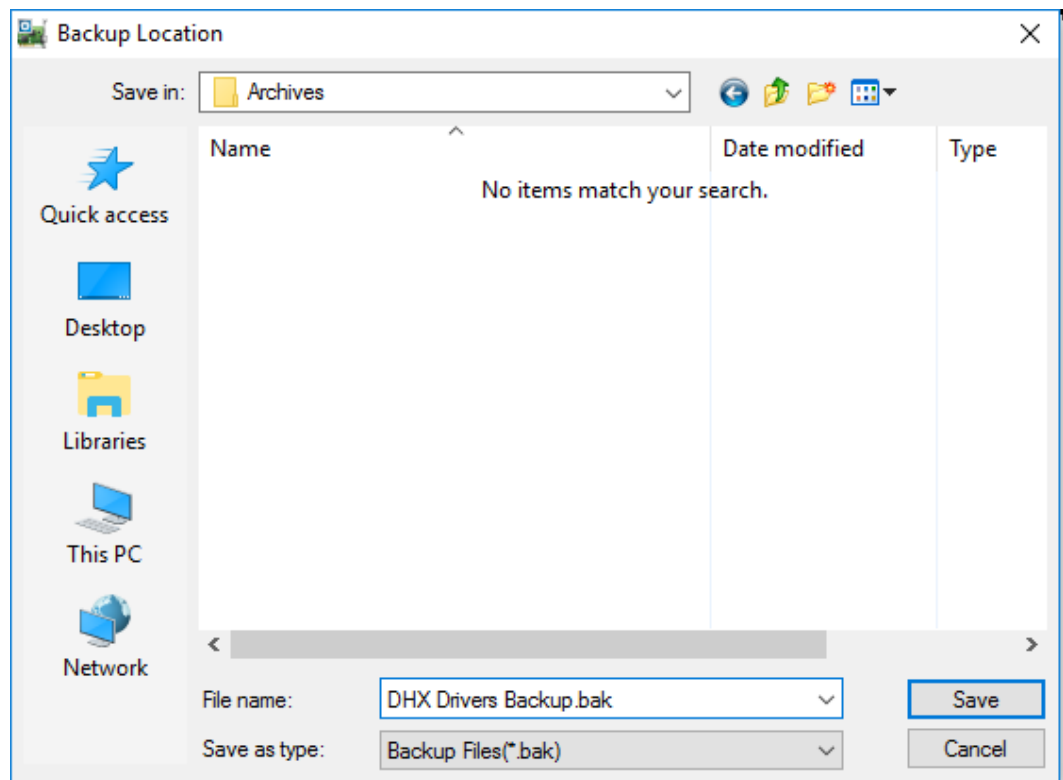 Backup Location
Save in: Archives
Name Date modified Type
No items match your search.
Quick access
Desktop
Libraries
This PC
Network
File name: DHX Drivers Backup.bak Save
Save as type: Backup Files(*.bak) Cancel